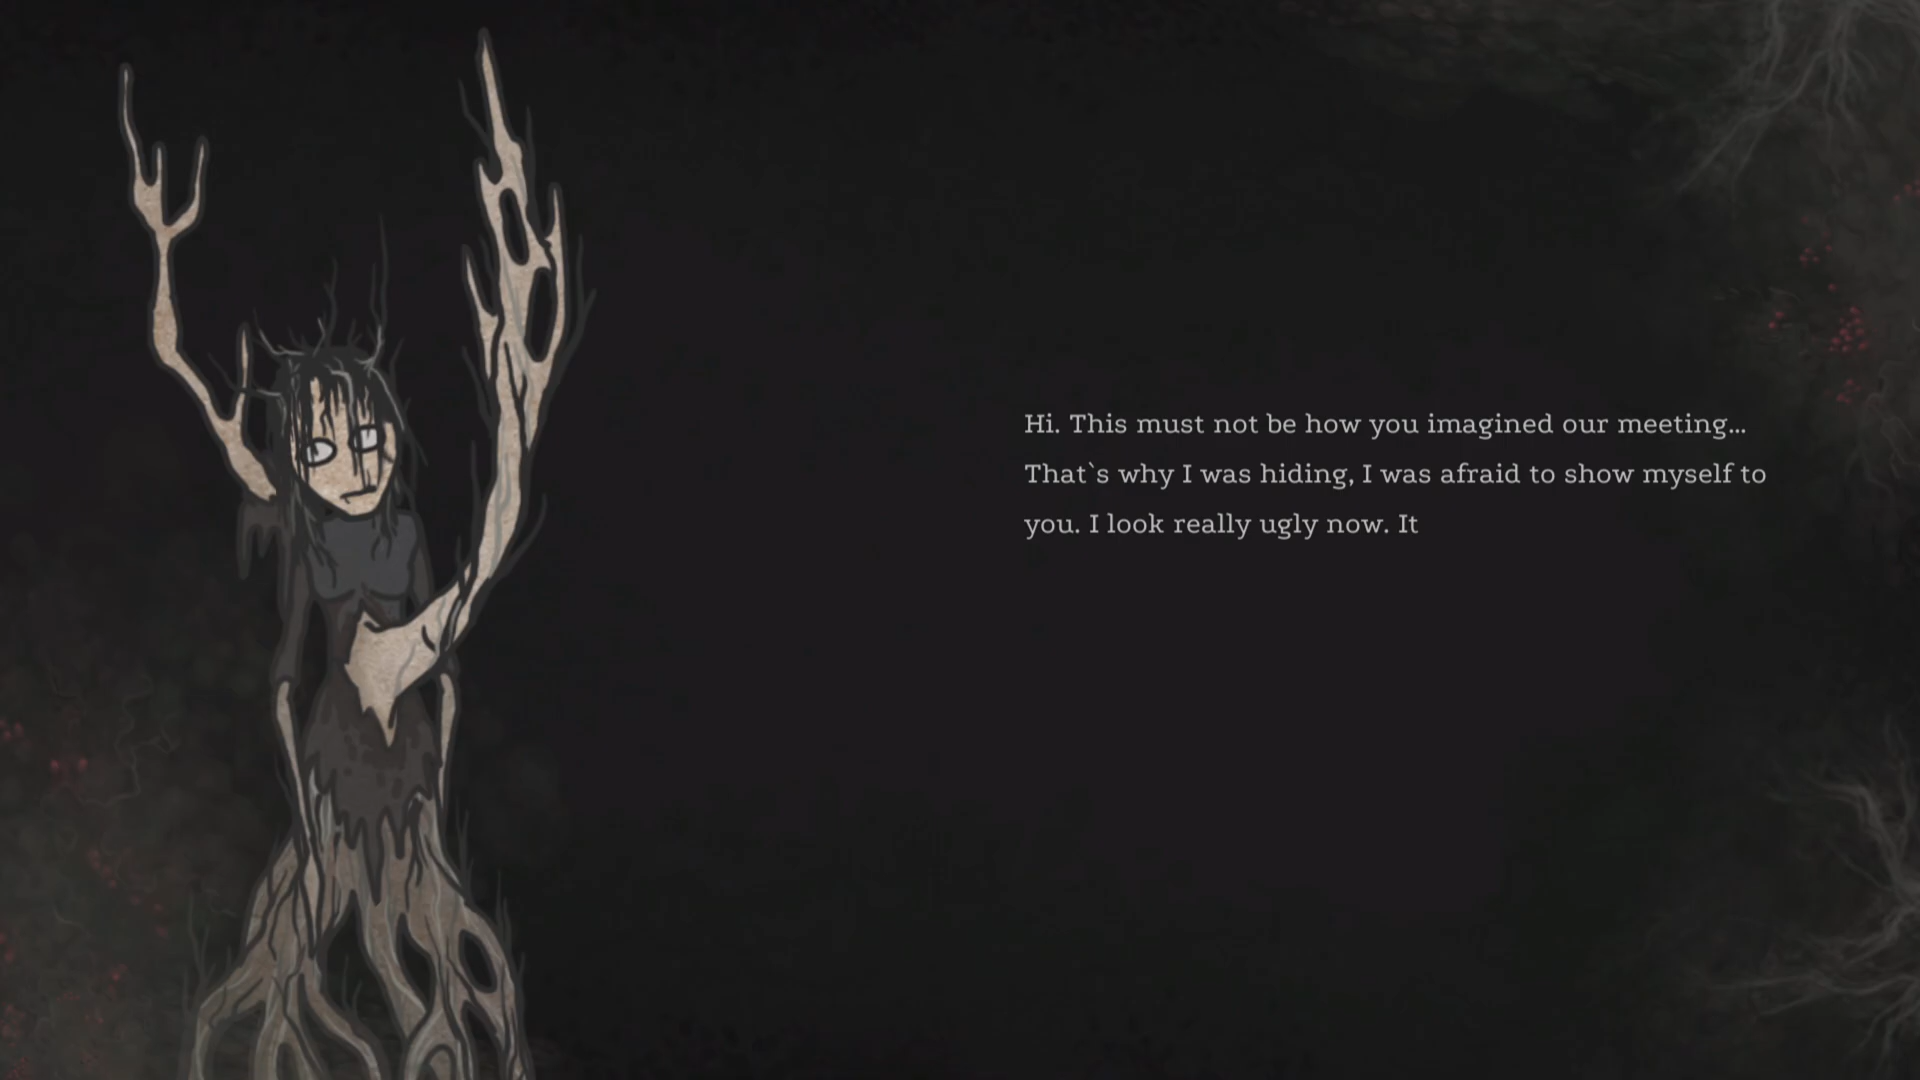 Hi. This must not be how you imagined our meeting...
That`s why I was hiding, I was afraid to show myself to
you. I look really ugly now. It